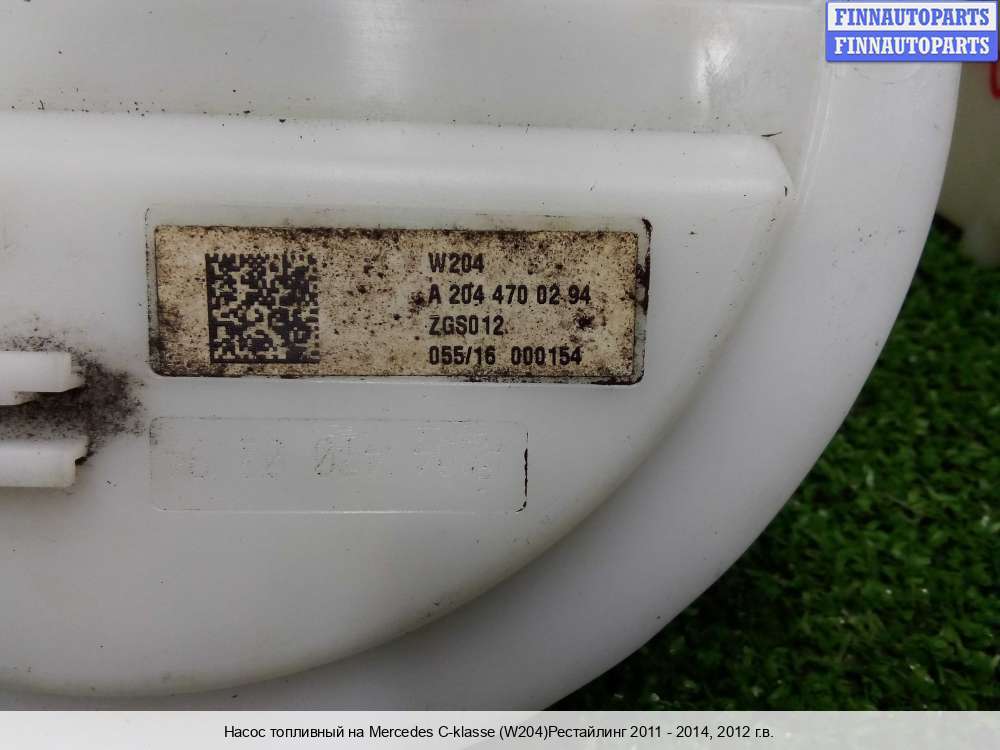 FINNAUTOPARTS
FINNAUTOPARTS
W204
A 204 470 02 94
ZGS012
055/16 000154
Насос топливный на Mercedes C-klasse (W204)Рестайлинг 2011 - 2014, 2012 г.в.